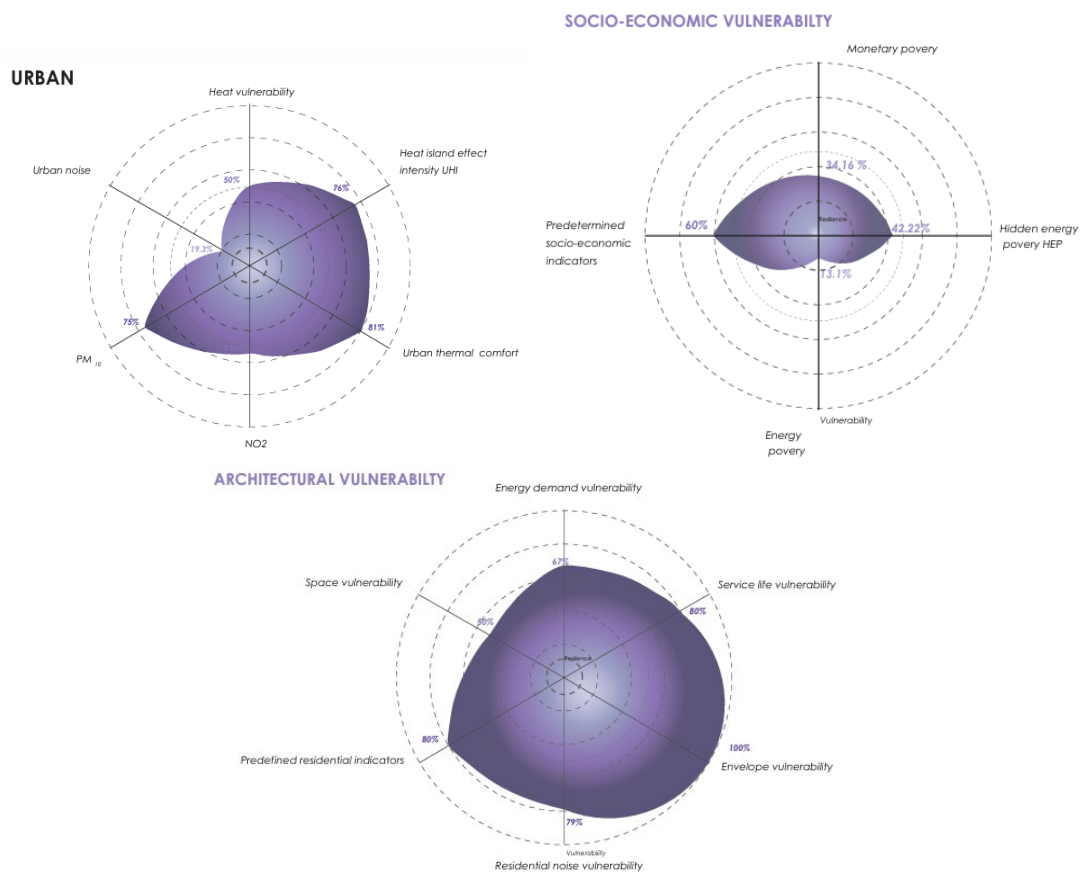 SOCIO-ECONOMIC VULNERABILTY
Monetary povery
34.16 %
Resilience
60%
42.22%
Predetermined
socio-economic
indicators
Hidden energy
povery HEP
13.1%
Vulnerability
Energy
povery
URBAN
Heat vulnerability
Heat island effect
intensity UHI
Urban noise
50%
76%
19.3%
75%
81%
PM 10
Urban thermal comfort
NO2
ARCHITECTURAL VULNERABILTY
Energy demand vulnerability
67%
Space vulnerability
Service life vulnerability
50%
80%
Resilience
80%
100%
Predefined residential indicators
Envelope vulnerability
79%
Vulnerability
Residential noise vulnerability